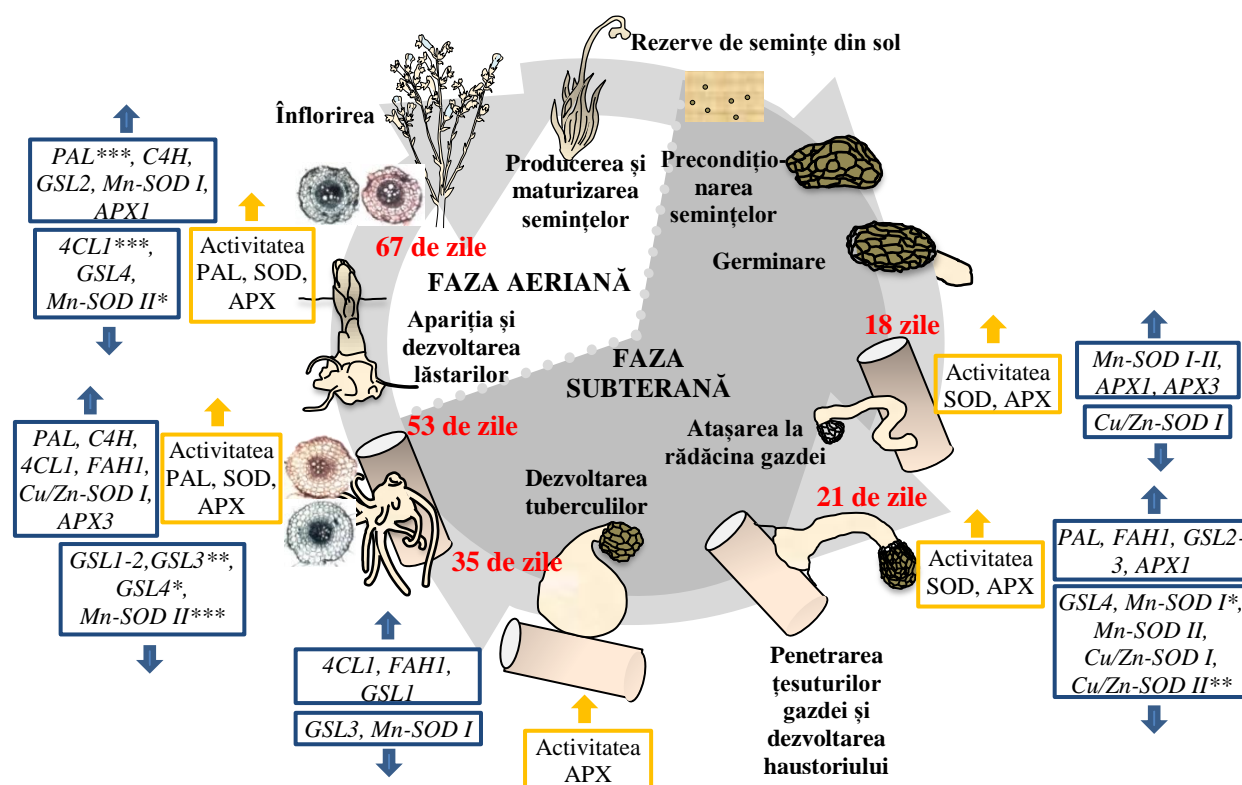 Rezerve de semințe din sol
Înflorirea
Producerea și
maturizarea
semințelor
Precondițio-
narea
semințelor
Germinare
PAL***, C4H,
GSL2, Mn-SOD I,
APX1
4CL1***,
GSL4,
Mn-SOD II*
Activitatea
PAL, SOD,
APX
67 de zile
FAZA AERIANĂ
Apariția și
dezvoltarea
lăstarilor
FAZA
SUBTERANĂ
18 zile
Activitatea
SOD, APX
Mn-SOD I-II,
APX1, APX3
Cu/Zn-SOD I
Atașarea la
rădăcina gazdei
53 de zile
PAL, C4H,
4CL1, FAH1,
Cu/Zn-SOD I,
APX3
Activitatea
PAL, SOD,
APX
GSL1-2,GSL3**,
GSL4*,
Mn-SOD II***
Dezvoltarea
tuberculilor
21 de zile
Activitatea
SOD, APX
PAL, FAH1, GSL2-
3, APX1
GSL4, Mn-SOD I*,
Mn-SOD II,
Cu/Zn-SOD I,
Cu/Zn-SOD II**
35 de zile
4CL1, FAH1,
GSL1
GSL3, Mn-SOD I
Activitatea
APX
Penetrarea
țesuturilor
gazdei și
dezvoltarea
haustoriului